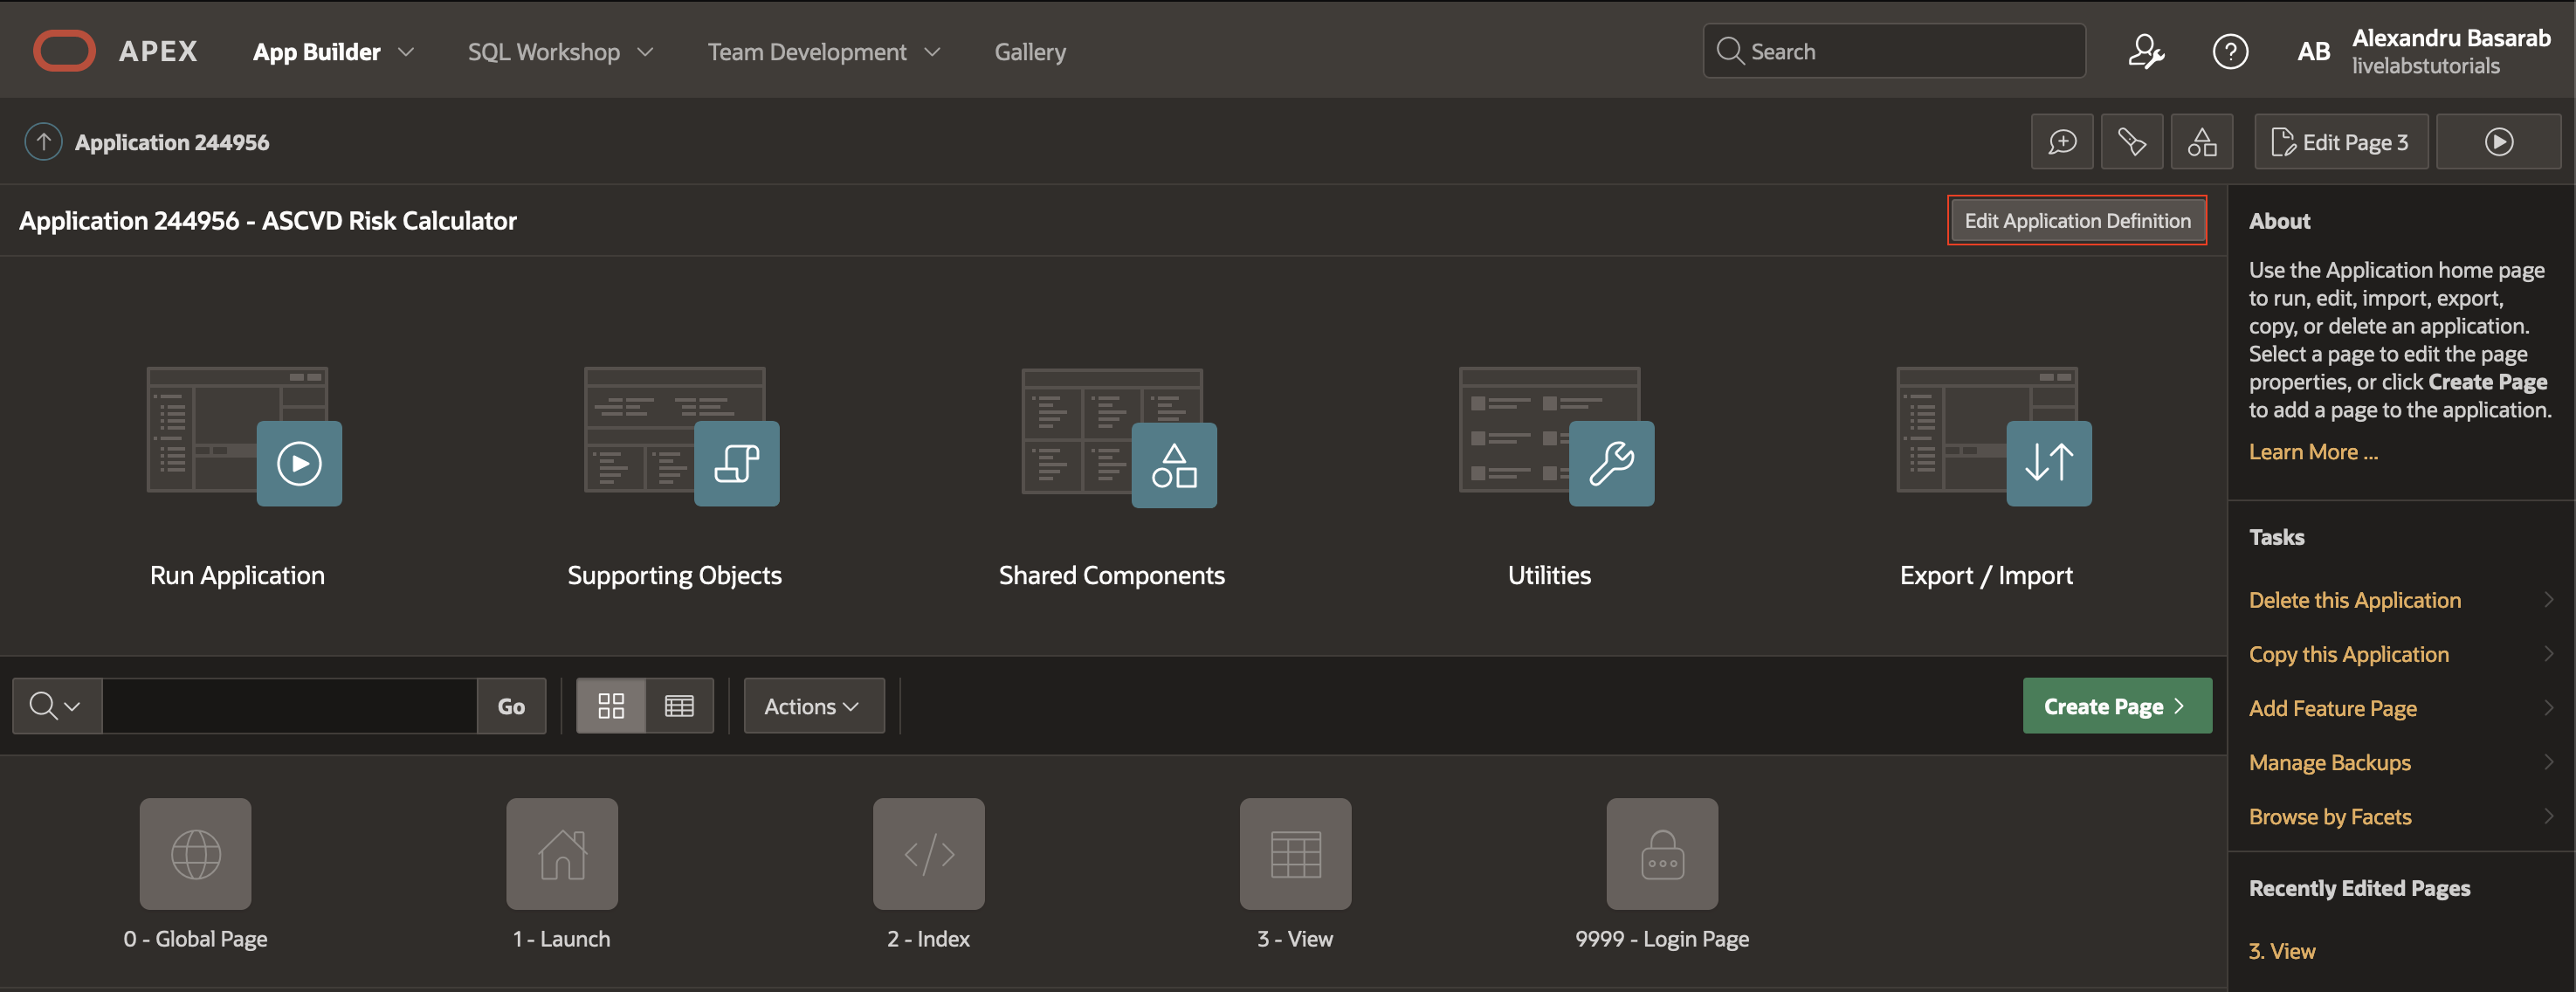 APEX
App Builder
SQL Workshop
Team Development
Gallery
Search
AB
Alexandru Basarab
livelabstutorials
Application 244956
Edit Page 3
Application 244956 - ASCVD Risk Calculator
Edit Application Definition
Run Application
Supporting Objects
Shared Components
Utilities
Export / Import
Go
Actions
Create Page
0 - Global Page
1 - Launch
2 - Index
3 - View
9999 - Login Page
About
Use the Application home page
to run, edit, import, export,
copy, or delete an application.
Select a page to edit the page
properties, or click Create Page
to add a page to the application.
Learn More ...
Tasks
Delete this Application
Copy this Application
Add Feature Page
Manage Backups
Browse by Facets
Recently Edited Pages
3. View